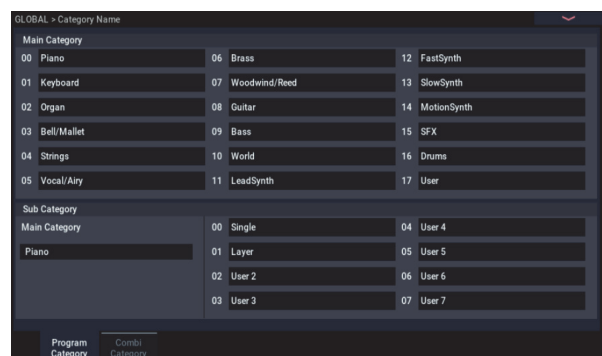 GLOBAL > Category Name
Main Category
00 Piano 06 Brass 12 FastSynth
01 Keyboard 07 Woodwind/Reed 13 SlowSynth
02 Organ 08 Guitar 14 MotionSynth
03 Bell/Mallet 09 Bass 15 SFX
04 Strings 10 World 16 Drums
05 Vocal/Airy 11 LeadSynth 17 User
Sub Category
Main Category 00 Single 04 User 4
Piano 01 Layer 05 User 5
02 User 2 06 User 6
03 User 3 07 User 7
Program Combi
Category Category